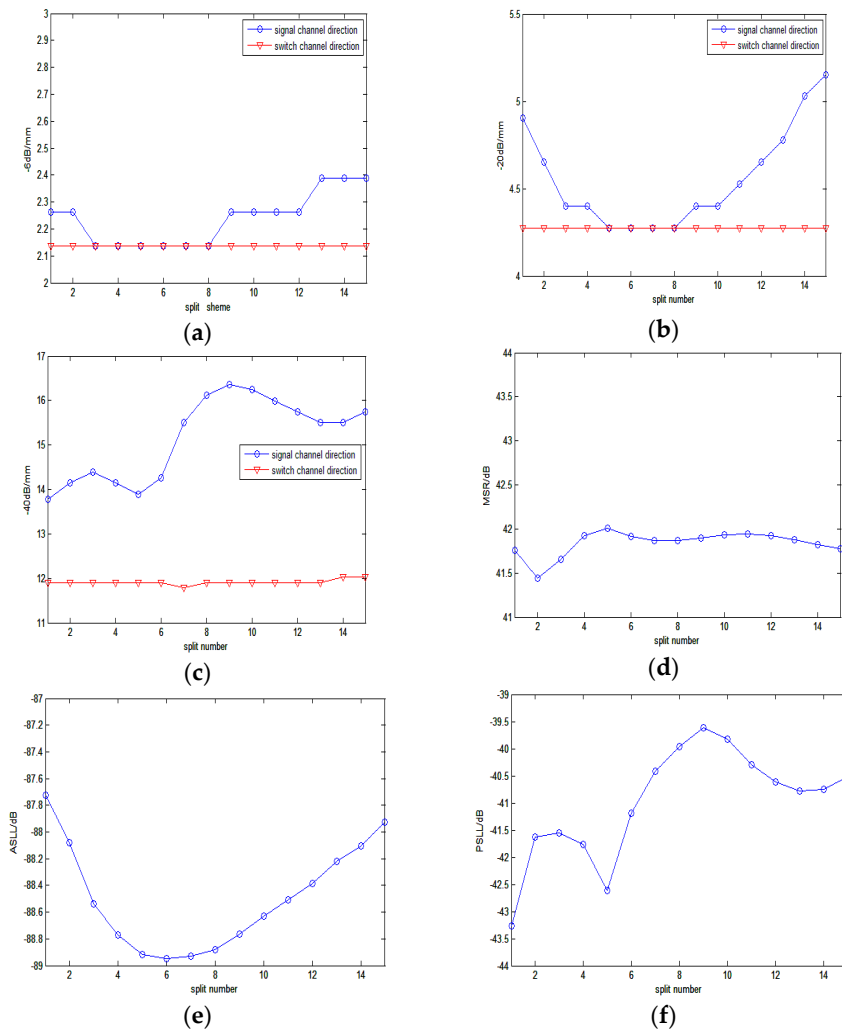 3
2.9
2.8
2.7
2.6
2.5
2.4
2.3
2.2
2.1
2
-6dB/mm
signal channel direction
switch channel direction
2 4 6 8 10 12 14
split sheme
(a)
5.5
5
4.5
4
-20dB/mm
signal channel direction
switch channel direction
2 4 6 8 10 12 14
split number
(b)
17
16
15
14
13
12
11
-40dB/mm
signal channel direction
switch channel direction
2 4 6 8 10 12 14
split number
(c)
44
43.5
43
42.5
42
41.5
41
MSR/dB
2 4 6 8 10 12 14
split number
(d)
-87
-87.2
-87.4
-87.6
-87.8
-88
-88.2
-88.4
-88.6
-88.8
-89
ASLL/dB
2 4 6 8 10 12 14
split number
(e)
-39
-39.5
-40
-40.5
-41
-41.5
-42
-42.5
-43
-43.5
-44
PSLL/dB
2 4 6 8 10 12 14
split number
(f)